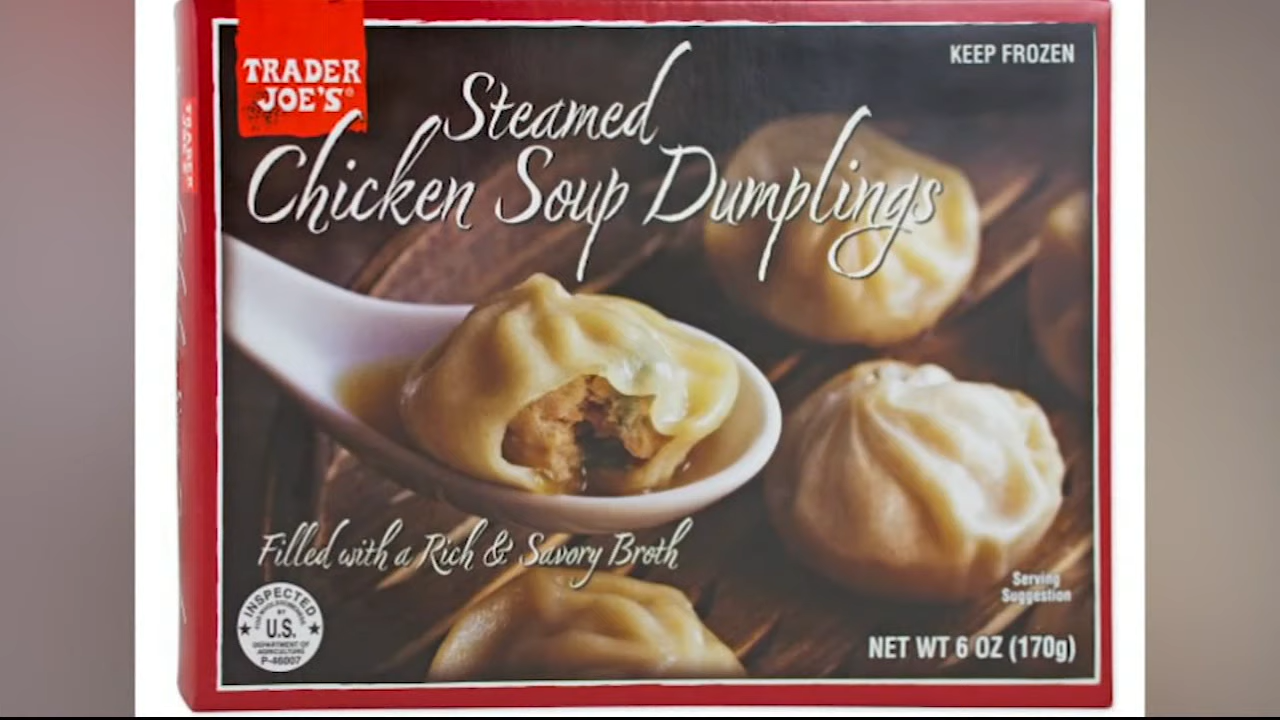 TRADER
JOE'S®
KEEP FROZEN
Steamed
Chicken Soup Dumplings
Filled with a Rich & Savory Broth
INSPECTED
BY
U.S.
DEPARTMENT OF
AGRICULTURE
P-46007
Serving
Suggestion
NET WT 6 OZ (170g)